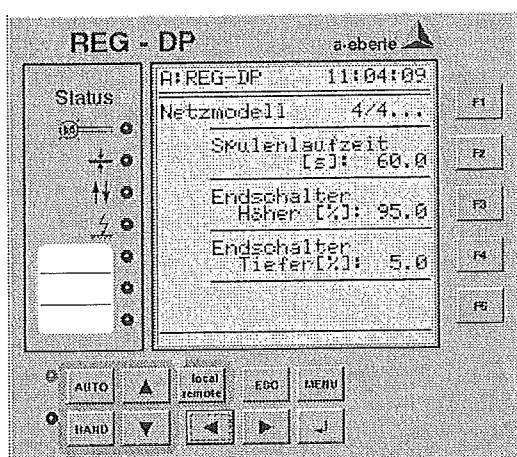 REG - DP
a-eberle
Status
A:REG-DP 11:04:09
Netzmodell 4/4...
Spulenlaufzeit
[s]: 60.0
Endschalter
Höher [%]: 95.0
Endschalter
Tiefer[%]: 5.0
F1
F2
F3
F4
F5
AUTO
local
remote
ESC
MENU
HAND